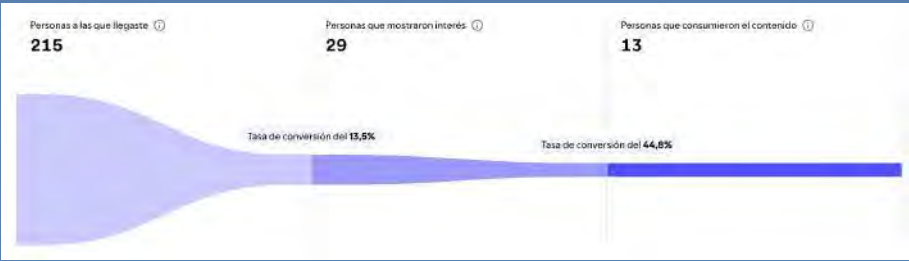 Personas a las que llegaste
215
Personas que mostraron interés
29
Personas que consumieron el contenido
13
Tasa de conversión del 13,5%
Tasa de conversión del 44,8%